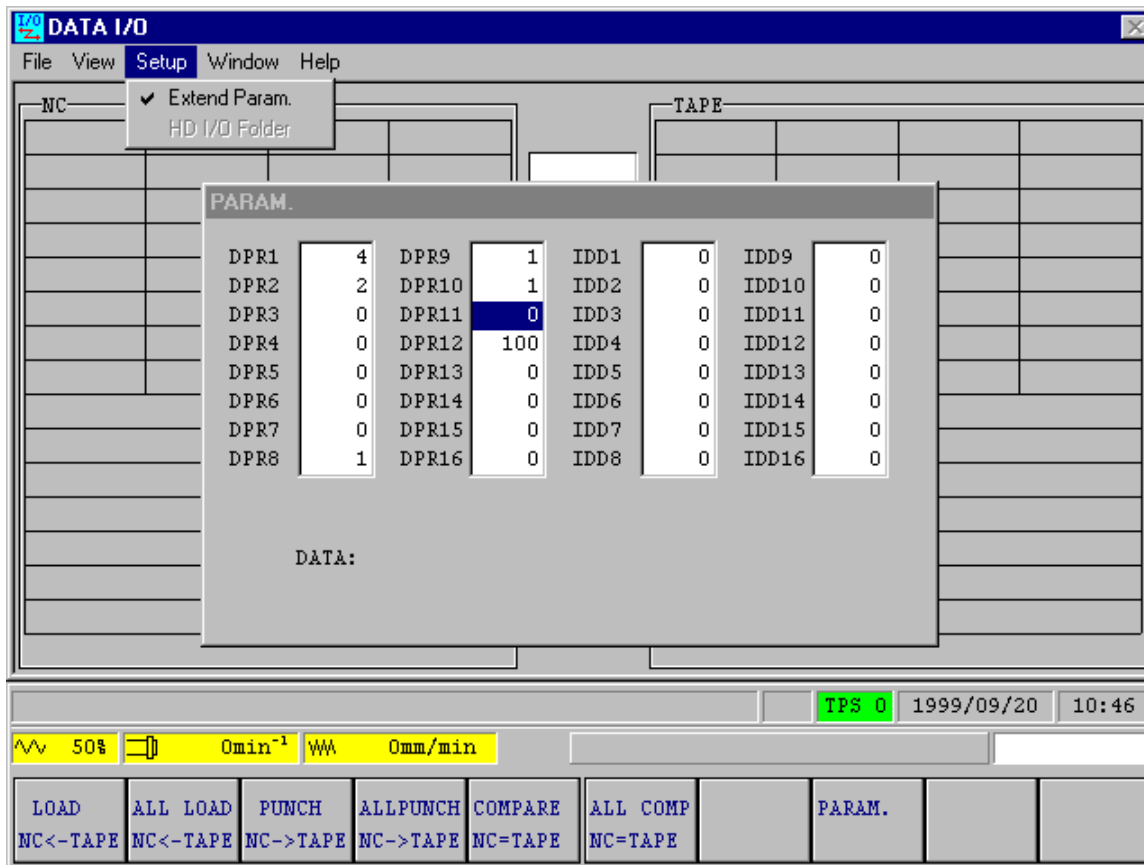 I/O DATA I/O
File View Setup Window Help
Extend Param.
HD I/O Folder
NC
TAPE
PARAM.
DPR1 4 DPR9 1 IDD1 0 IDD9 0
DPR2 2 DPR10 1 IDD2 0 IDD10 0
DPR3 0 DPR11 0 IDD3 0 IDD11 0
DPR4 0 DPR12 100 IDD4 0 IDD12 0
DPR5 0 DPR13 0 IDD5 0 IDD13 0
DPR6 0 DPR14 0 IDD6 0 IDD14 0
DPR7 0 DPR15 0 IDD7 0 IDD15 0
DPR8 1 DPR16 0 IDD8 0 IDD16 0
DATA:
TPS 0 1999/09/20 10:46
50% 0min⁻¹ 0mm/min
LOAD ALL LOAD PUNCH ALLPUNCH COMPARE ALL COMP PARAM.
NC<-TAPE NC<-TAPE NC->TAPE NC->TAPE NC=TAPE NC=TAPE